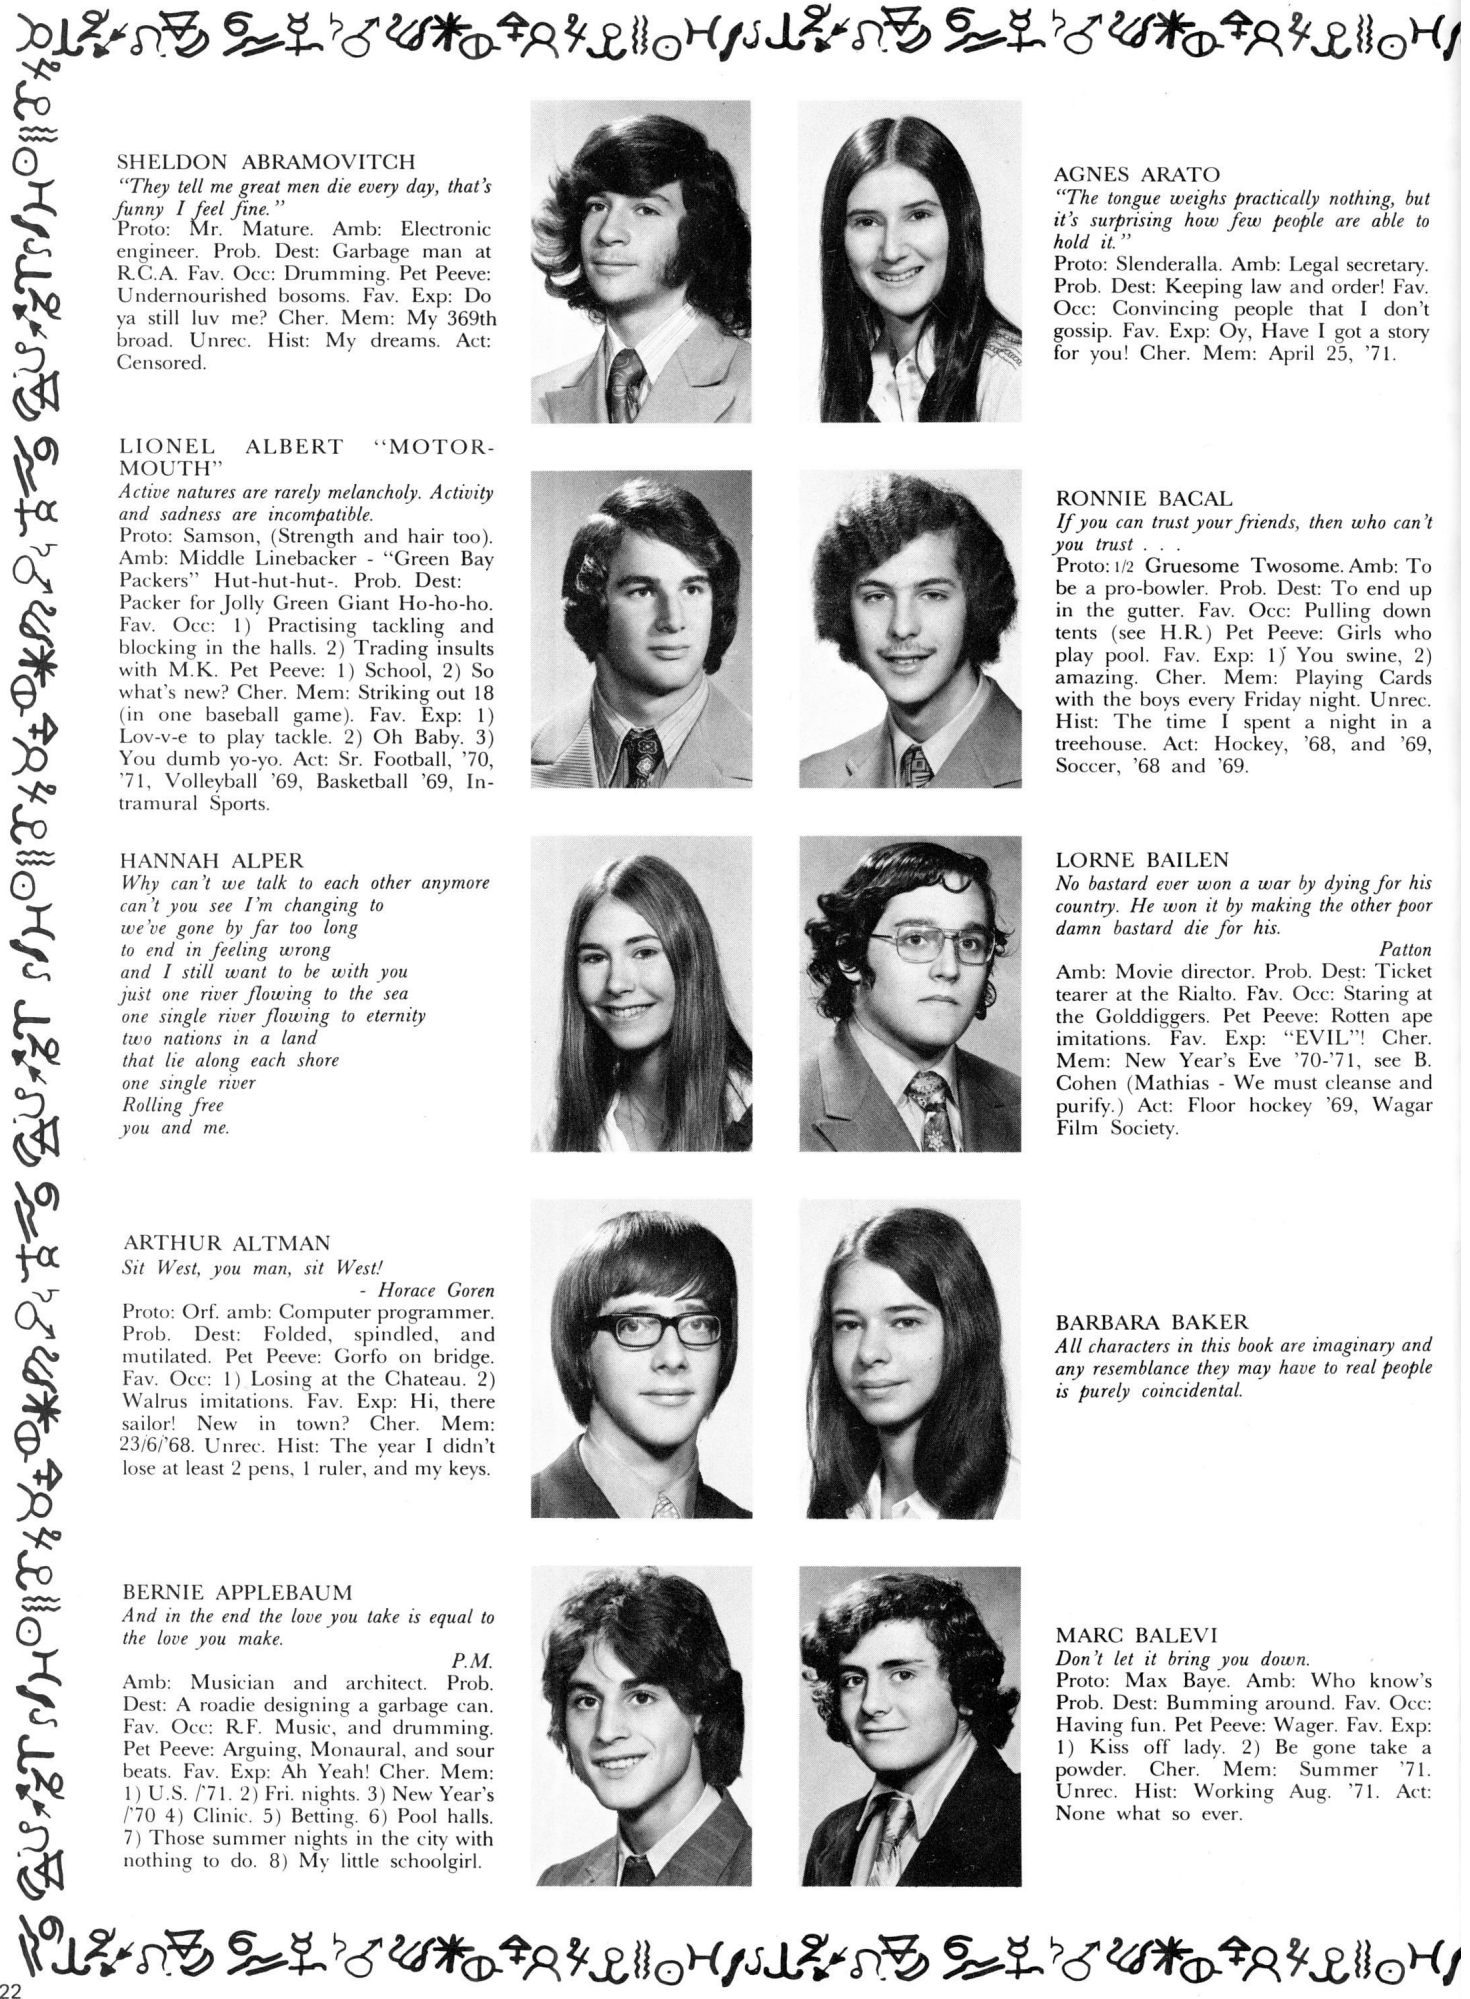 SHELDON ABRAMOVITCH
"They tell me great men die every day, that's
funny I feel fine."
Proto: Mr. Mature. Amb: Electronic
engineer. Prob. Dest: Garbage man at
R.C.A. Fav. Occ: Drumming. Pet Peeve:
Undernourished bosoms. Fav. Exp: Do
ya still luv me? Cher. Mem: My 369th
broad. Unrec. Hist: My dreams. Act:
Censored.
LIONEL ALBERT "MOTOR-
MOUTH"
Active natures are rarely melancholy. Activity
and sadness are incompatible.
Proto: Samson, (Strength and hair too).
Amb: Middle Linebacker - "Green Bay
Packers" Hut-hut-hut-. Prob. Dest:
Packer for Jolly Green Giant Ho-ho-ho.
Fav. Occ: 1) Practising tackling and
blocking in the halls. 2) Trading insults
with M.K. Pet Peeve: 1) School, 2) So
what's new? Cher. Mem: Striking out 18
(in one baseball game). Fav. Exp: 1)
Lov-v-e to play tackle. 2) Oh Baby. 3)
You dumb yo-yo. Act: Sr. Football, '70,
'71, Volleyball '69, Basketball '69, In-
tramural Sports.
HANNAH ALPER
Why can't we talk to each other anymore
can't you see I'm changing to
we've gone by far too long
to end in feeling wrong
and I still want to be with you
just one river flowing to the sea
one single river flowing to eternity
two nations in a land
that lie along each shore
one single river
Rolling free
you and me.
ARTHUR ALTMAN
Sit West, you man, sit West!
- Horace Goren
Proto: Orf. amb: Computer programmer.
Prob. Dest: Folded, spindled, and
mutilated. Pet Peeve: Gorfo on bridge.
Fav. Occ: 1) Losing at the Chateau. 2)
Walrus imitations. Fav. Exp: Hi, there
sailor! New in town? Cher. Mem:
23/6/'68. Unrec. Hist: The year I didn't
lose at least 2 pens, 1 ruler, and my keys.
BERNIE APPLEBAUM
And in the end the love you take is equal to
the love you make.
P.M.
Amb: Musician and architect. Prob.
Dest: A roadie designing a garbage can.
Fav. Occ: R.F. Music, and drumming.
Pet Peeve: Arguing, Monaural, and sour
beats. Fav. Exp: Ah Yeah! Cher. Mem:
1) U.S. /'71. 2) Fri. nights. 3) New Year's
/'70 4) Clinic. 5) Betting. 6) Pool halls.
7) Those summer nights in the city with
nothing to do. 8) My little schoolgirl.
AGNES ARATO
"The tongue weighs practically nothing, but
it's surprising how few people are able to
hold it."
Proto: Slenderalla. Amb: Legal secretary.
Prob. Dest: Keeping law and order! Fav.
Occ: Convincing people that I don't
gossip. Fav. Exp: Oy, Have I got a story
for you! Cher. Mem: April 25, '71.
RONNIE BACAL
If you can trust your friends, then who can't
you trust . . .
Proto: 1/2 Gruesome Twosome. Amb: To
be a pro-bowler. Prob. Dest: To end up
in the gutter. Fav. Occ: Pulling down
tents (see H.R.) Pet Peeve: Girls who
play pool. Fav. Exp: 1) You swine, 2)
amazing. Cher. Mem: Playing Cards
with the boys every Friday night. Unrec.
Hist: The time I spent a night in a
treehouse. Act: Hockey, '68, and '69,
Soccer, '68 and '69.
LORNE BAILEN
No bastard ever won a war by dying for his
country. He won it by making the other poor
damn bastard die for his.
Patton
Amb: Movie director. Prob. Dest: Ticket
tearer at the Rialto. Fav. Occ: Staring at
the Golddiggers. Pet Peeve: Rotten ape
imitations. Fav. Exp: "EVIL"! Cher.
Mem: New Year's Eve '70-'71, see B.
Cohen (Mathias - We must cleanse and
purify.) Act: Floor hockey '69, Wagar
Film Society.
BARBARA BAKER
All characters in this book are imaginary and
any resemblance they may have to real people
is purely coincidental.
MARC BALEVI
Don't let it bring you down.
Proto: Max Baye. Amb: Who know's
Prob. Dest: Bumming around. Fav. Occ:
Having fun. Pet Peeve: Wager. Fav. Exp:
1) Kiss off lady. 2) Be gone take a
powder. Cher. Mem: Summer '71.
Unrec. Hist: Working Aug. '71. Act:
None what so ever.
22